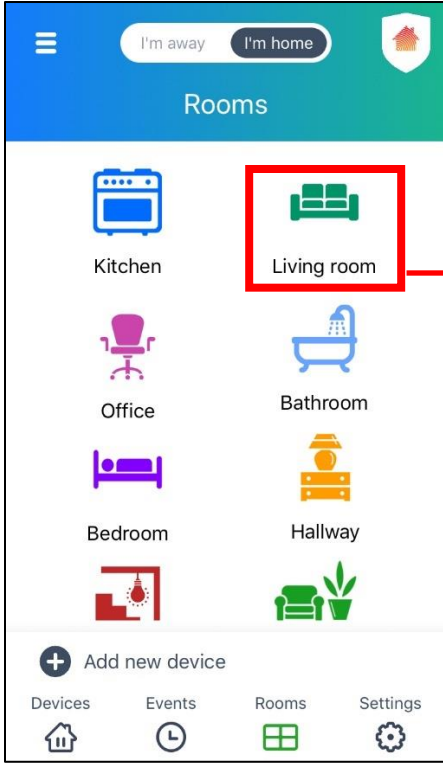 I'm away I'm home
Rooms
Kitchen Living room
Office Bathroom
Bedroom Hallway
Add new device
Devices Events Rooms Settings